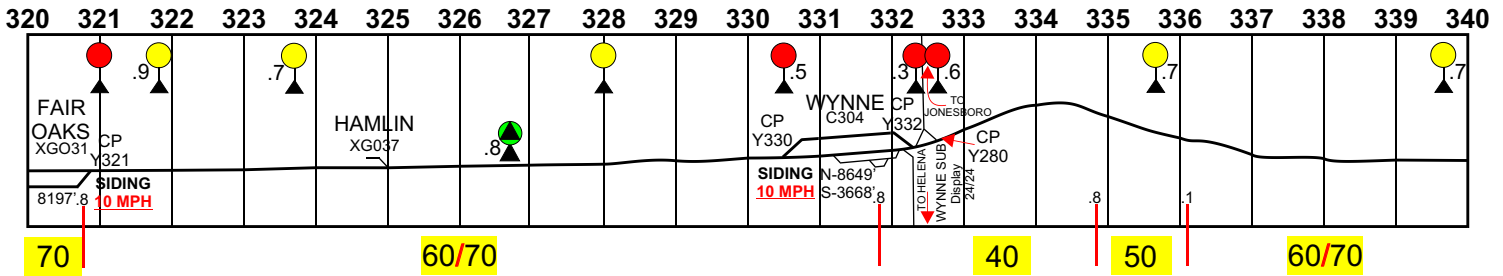 320 321 322 323 324 325 326 327 328 329 330 331 332 333 334 335 336 337 338 339 340
.9
.7
.8
.5
.3
.6
.7
.7
FAIR
OAKS
XGO31
CP
Y321
8197'
.8
SIDING
10 MPH
HAMLIN
XG037
CP
Y330
WYNNE
C304
CP
Y332
SIDING
10 MPH
N-8649'
S-3668'
.8
TO
JONESBORO
TO HELENA
WYNNE SUB
Display
24/24
CP
Y280
.8
.1
70
60/70
40
50
60/70